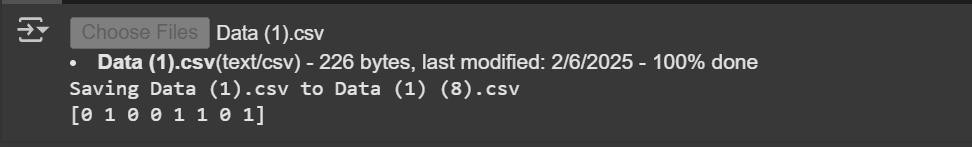 Choose Files Data (1).csv
• Data (1).csv(text/csv) - 226 bytes, last modified: 2/6/2025 - 100% done
Saving Data (1).csv to Data (1) (8).csv
[0 1 0 0 1 1 0 1]